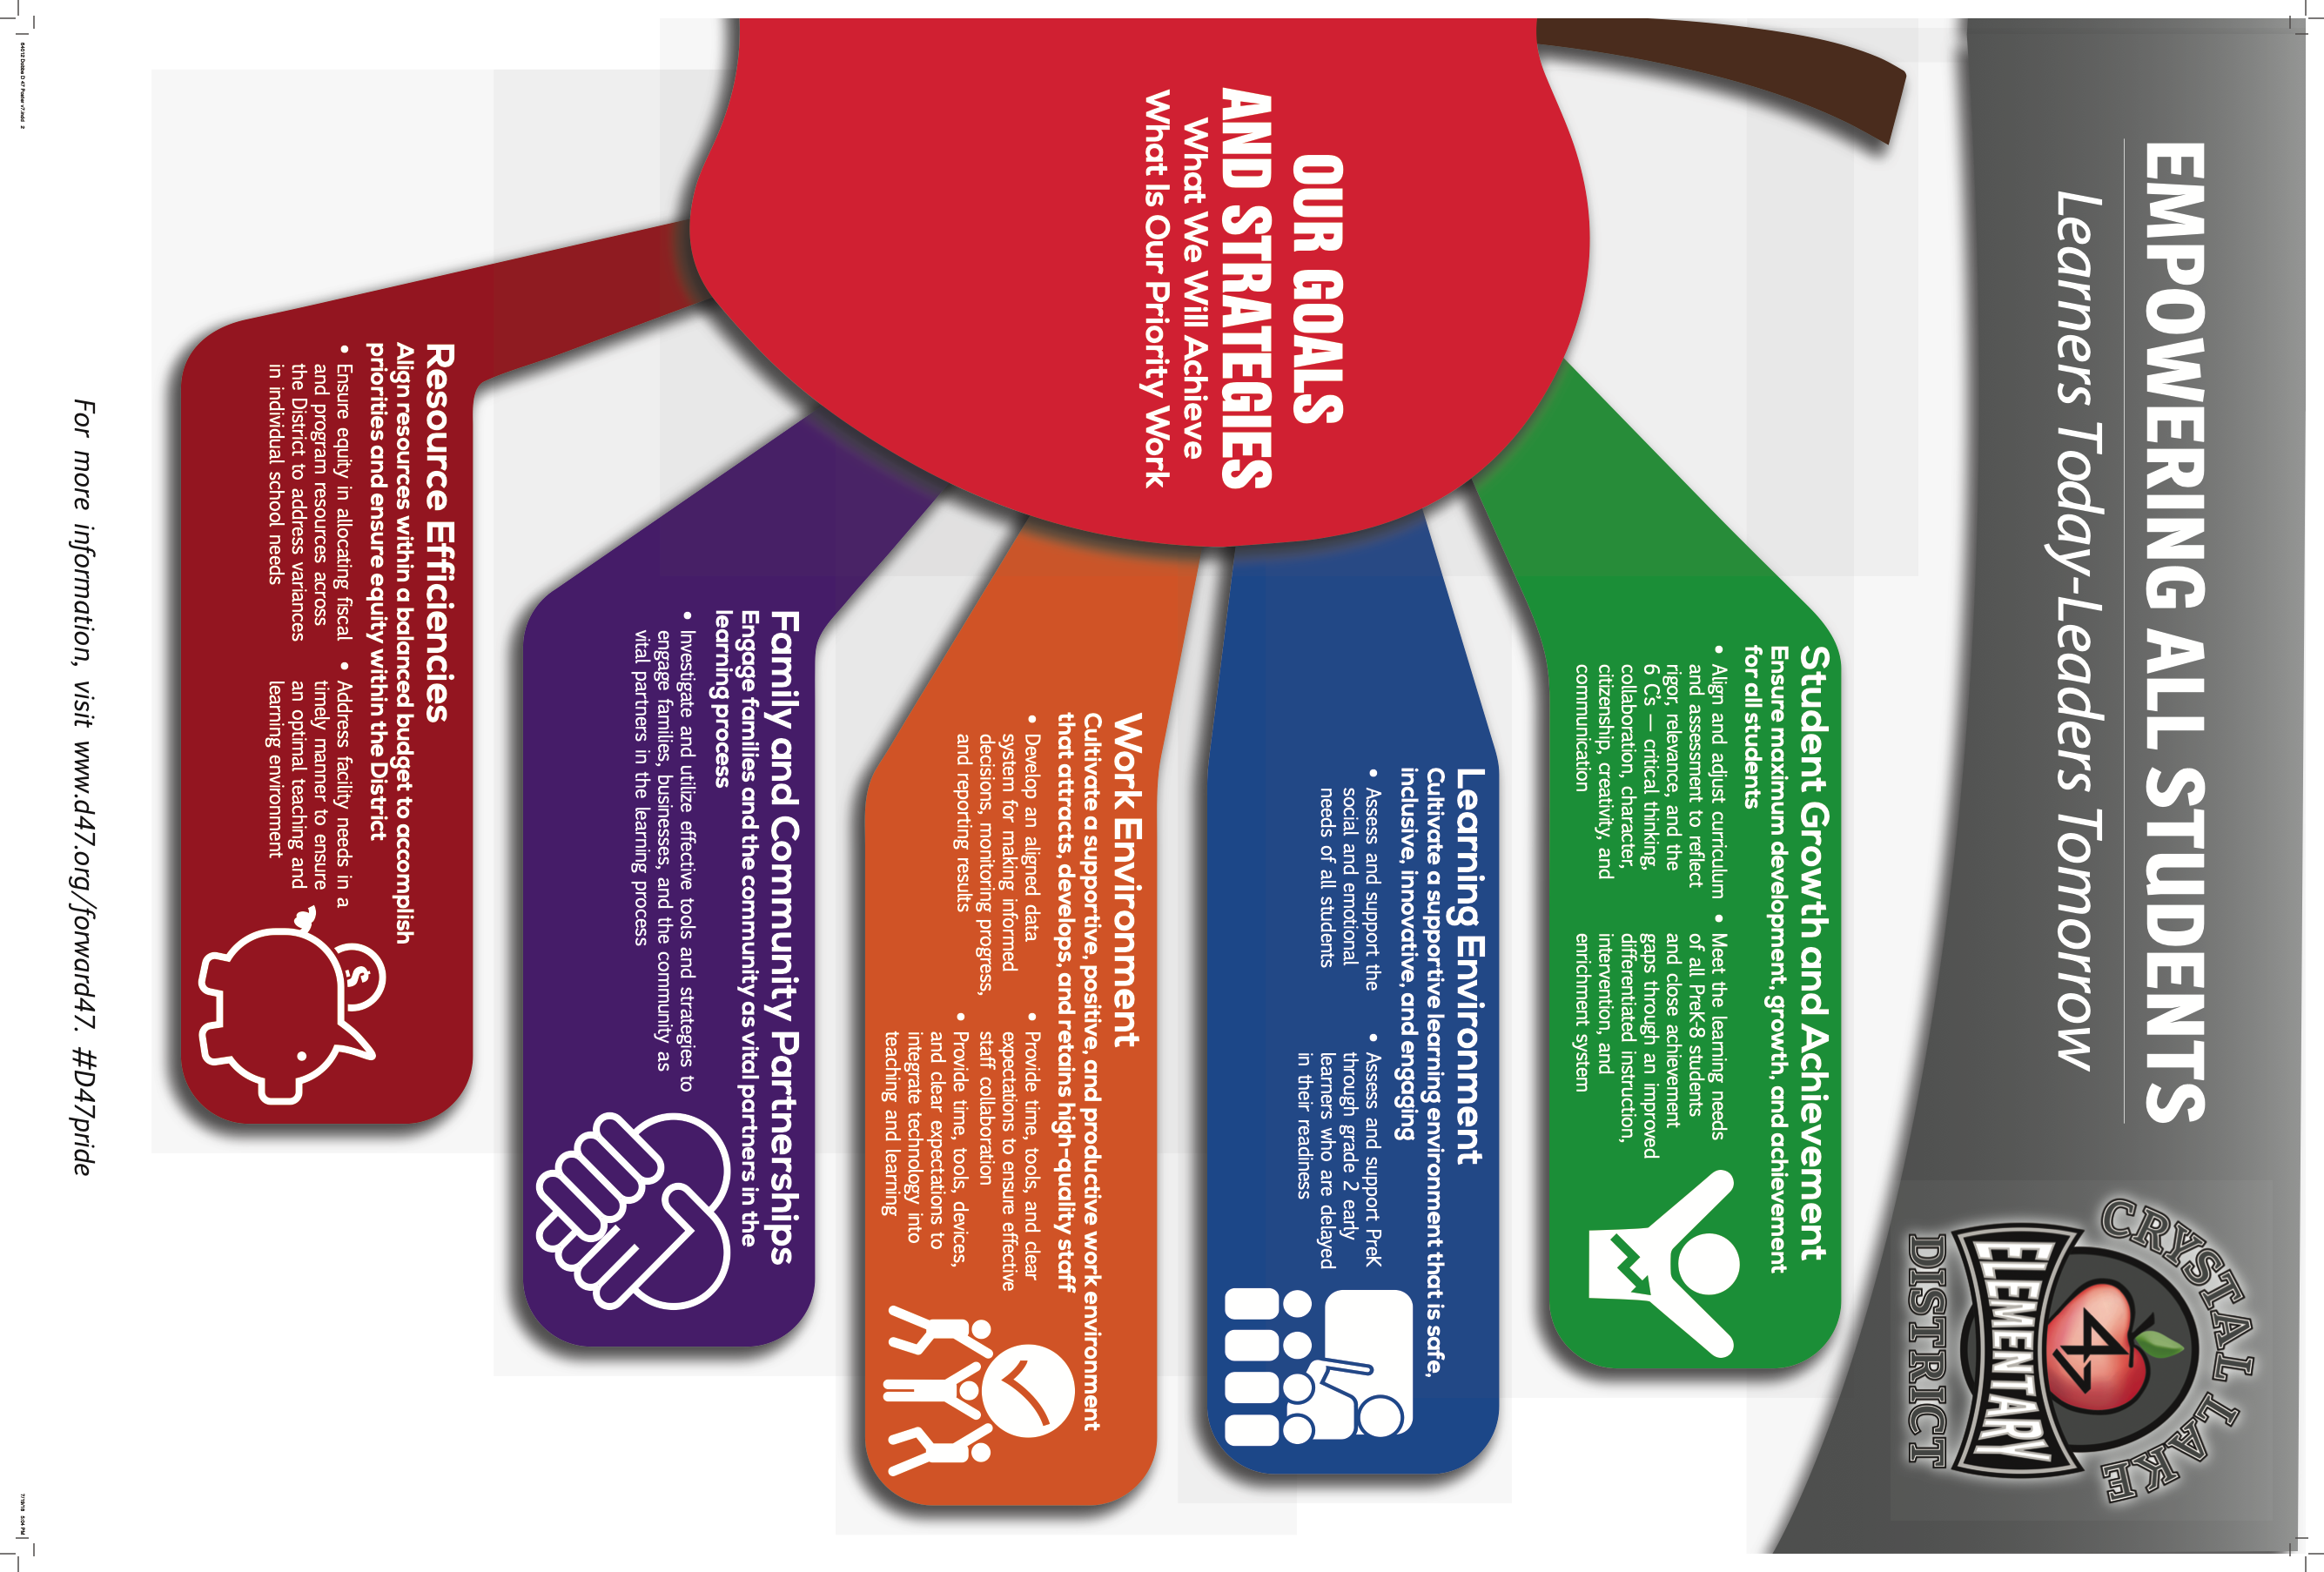 EMPOWERING ALL STUDENTS
Learners Today-Leaders Tomorrow
CRYSTAL LAKE
47
ELEMENTARY
DISTRICT
OUR GOALS
AND STRATEGIES
What We Will Achieve
What Is Our Priority Work
Student Growth and Achievement
Ensure maximum development, growth, and achievement
for all students
• Align and adjust curriculum
and assessment to reflect
rigor, relevance, and the
6 C's — critical thinking,
collaboration, character,
citizenship, creativity, and
communication
• Meet the learning needs
of all PreK-8 students
and close achievement
gaps through an improved
differentiated instruction,
intervention, and
enrichment system
Learning Environment
Cultivate a supportive learning environment that is safe,
inclusive, innovative, and engaging
• Assess and support the
social and emotional
needs of all students
• Assess and support PreK
through grade 2 early
learners who are delayed
in their readiness
Work Environment
Cultivate a supportive, positive, and productive work environment
that attracts, develops, and retains high-quality staff
• Develop an aligned data
system for making informed
decisions, monitoring progress,
and reporting results
• Provide time, tools, and clear
expectations to ensure effective
staff collaboration
• Provide time, tools, devices,
and clear expectations to
integrate technology into
teaching and learning
Family and Community Partnerships
Engage families and the community as vital partners in the
learning process
• Investigate and utilize effective tools and strategies to
engage families, businesses, and the community as
vital partners in the learning process
Resource Efficiencies
Align resources within a balanced budget to accomplish
priorities and ensure equity within the District
• Ensure equity in allocating fiscal
and program resources across
the District to address variances
in individual school needs
• Address facility needs in a
timely manner to ensure
an optimal teaching and
learning environment
$
For more information, visit www.d47.org/forward47. #D47pride